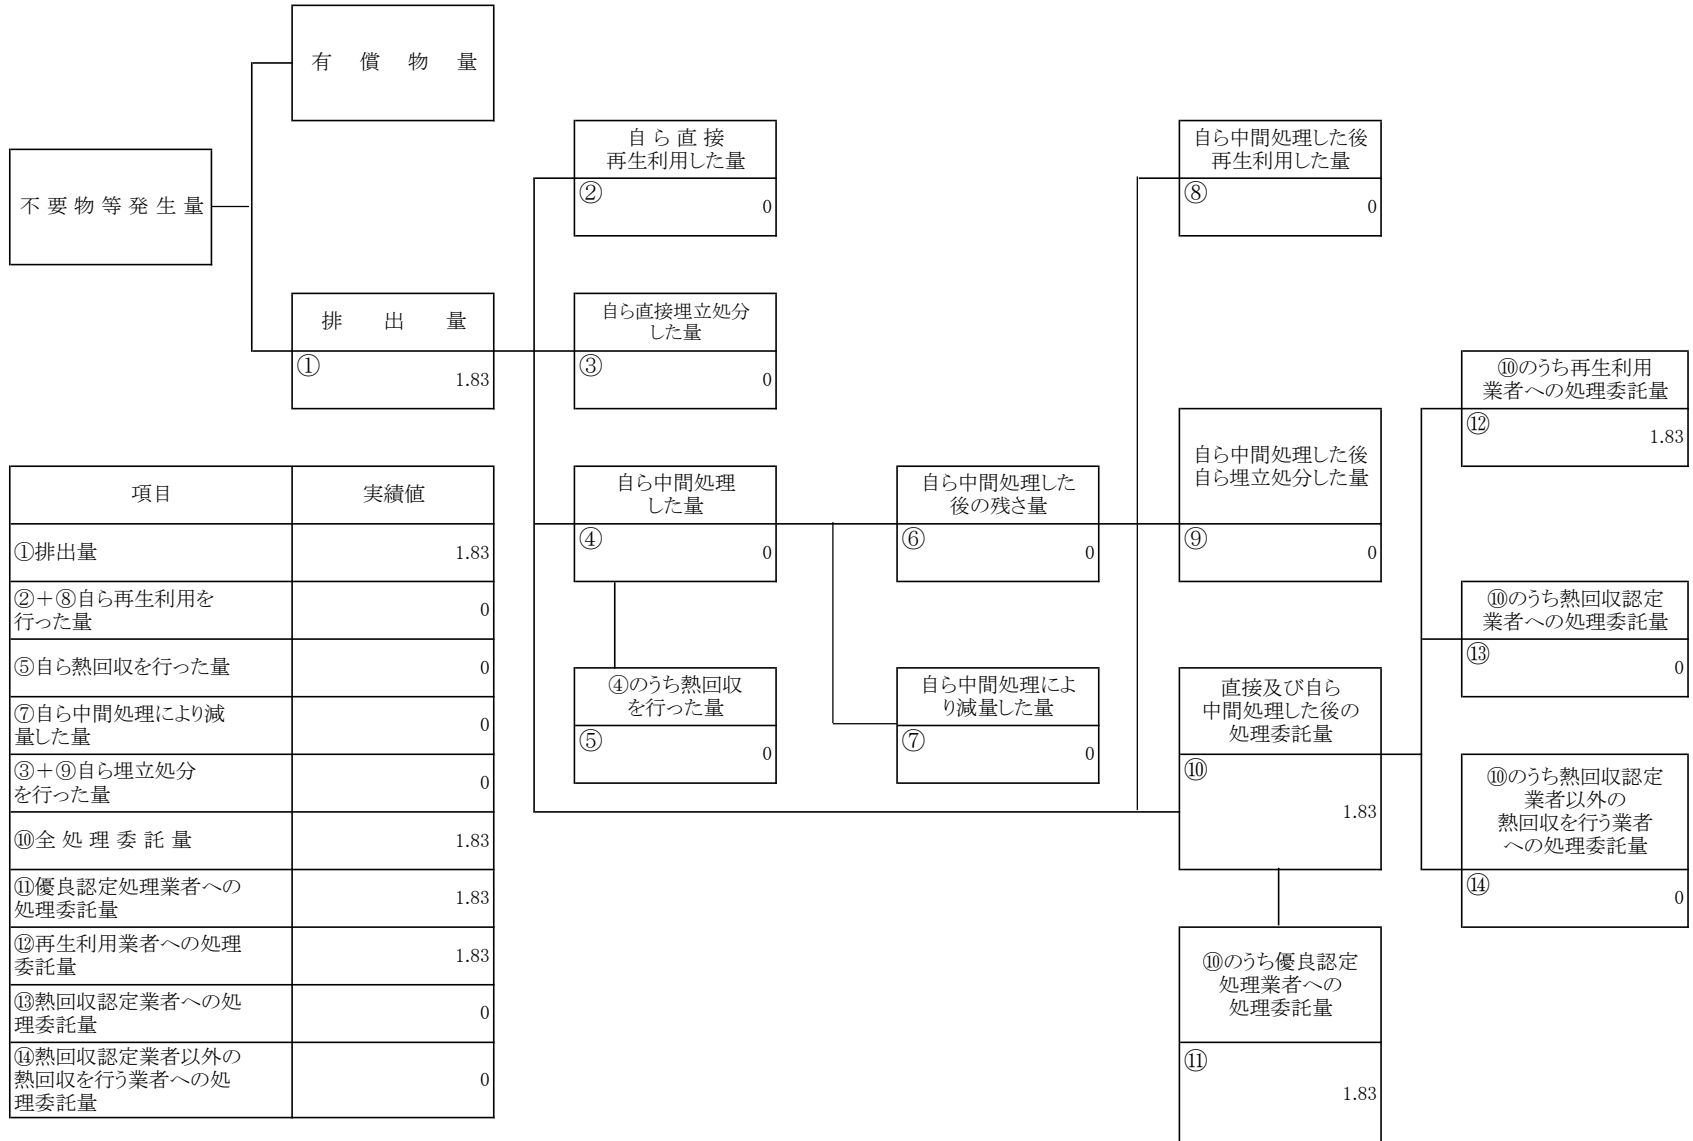 有 償 物 量
不 要 物 等 発 生 量
排 出 量
①
1.83
自 ら 直 接
再生利用した量
②
0
自ら直接埋立処分
した量
③
0
自ら中間処理
した量
④
0
④のうち熱回収
を行った量
⑤
0
自ら中間処理した
後の残さ量
⑥
0
自ら中間処理によ
り減量した量
⑦
0
自ら中間処理した後
再生利用した量
⑧
0
自ら中間処理した後
自ら埋立処分した量
⑨
0
直接及び自ら
中間処理した後の
処理委託量
⑩
1.83
⑩のうち優良認定
処理業者への
処理委託量
⑪
1.83
⑩のうち再生利用
業者への処理委託量
⑫
1.83
⑩のうち熱回収認定
業者への処理委託量
⑬
0
⑩のうち熱回収認定
業者以外の
熱回収を行う業者
への処理委託量
⑭
0
項目 実績値
①排出量 1.83
②＋⑧自ら再生利用を
行った量
0
⑤自ら熱回収を行った量 0
⑦自ら中間処理により減
量した量
0
③＋⑨自ら埋立処分
を行った量
0
⑩全 処 理 委 託 量 1.83
⑪優良認定処理業者への
処理委託量
1.83
⑫再生利用業者への処理
委託量
1.83
⑬熱回収認定業者への処
理委託量
0
⑭熱回収認定業者以外の
熱回収を行う業者への処
理委託量
0